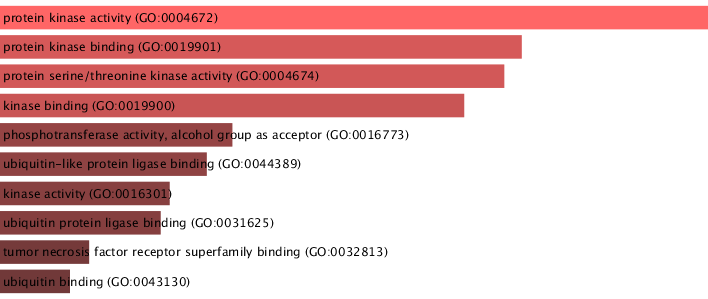 protein kinase activity (GO:0004672)
protein kinase binding (GO:0019901)
protein serine/threonine kinase activity (GO:0004674)
kinase binding (GO:0019900)
phosphotransferase activity, alcohol group as acceptor (GO:0016773)
ubiquitin-like protein ligase binding (GO:0044389)
kinase activity (GO:0016301)
ubiquitin protein ligase binding (GO:0031625)
tumor necrosis factor receptor superfamily binding (GO:0032813)
ubiquitin binding (GO:0043130)